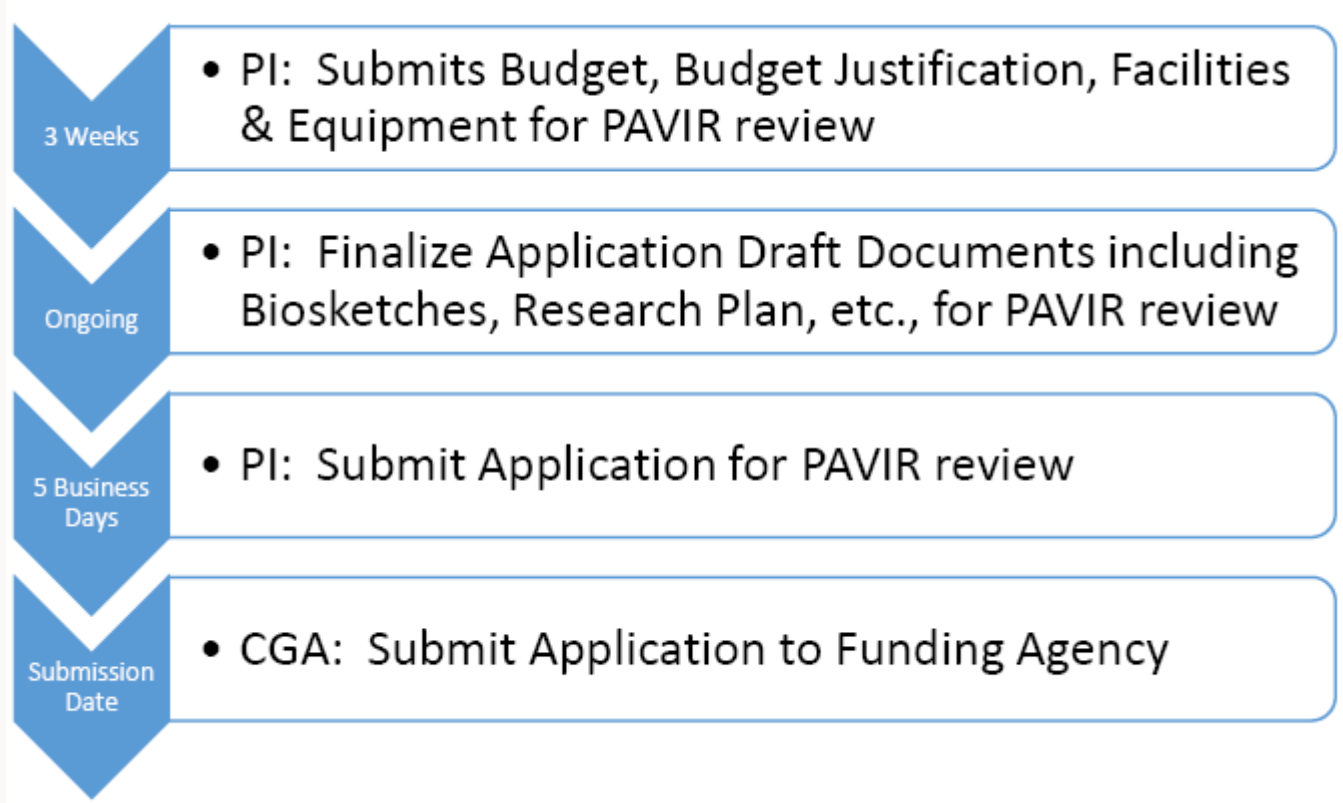 3 Weeks
• PI:  Submits Budget, Budget Justification, Facilities
& Equipment for PAVIR review
Ongoing
• PI:  Finalize Application Draft Documents including
Biosketches, Research Plan, etc., for PAVIR review
5 Business
Days
• PI:  Submit Application for PAVIR review
Submission
Date
• CGA:  Submit Application to Funding Agency